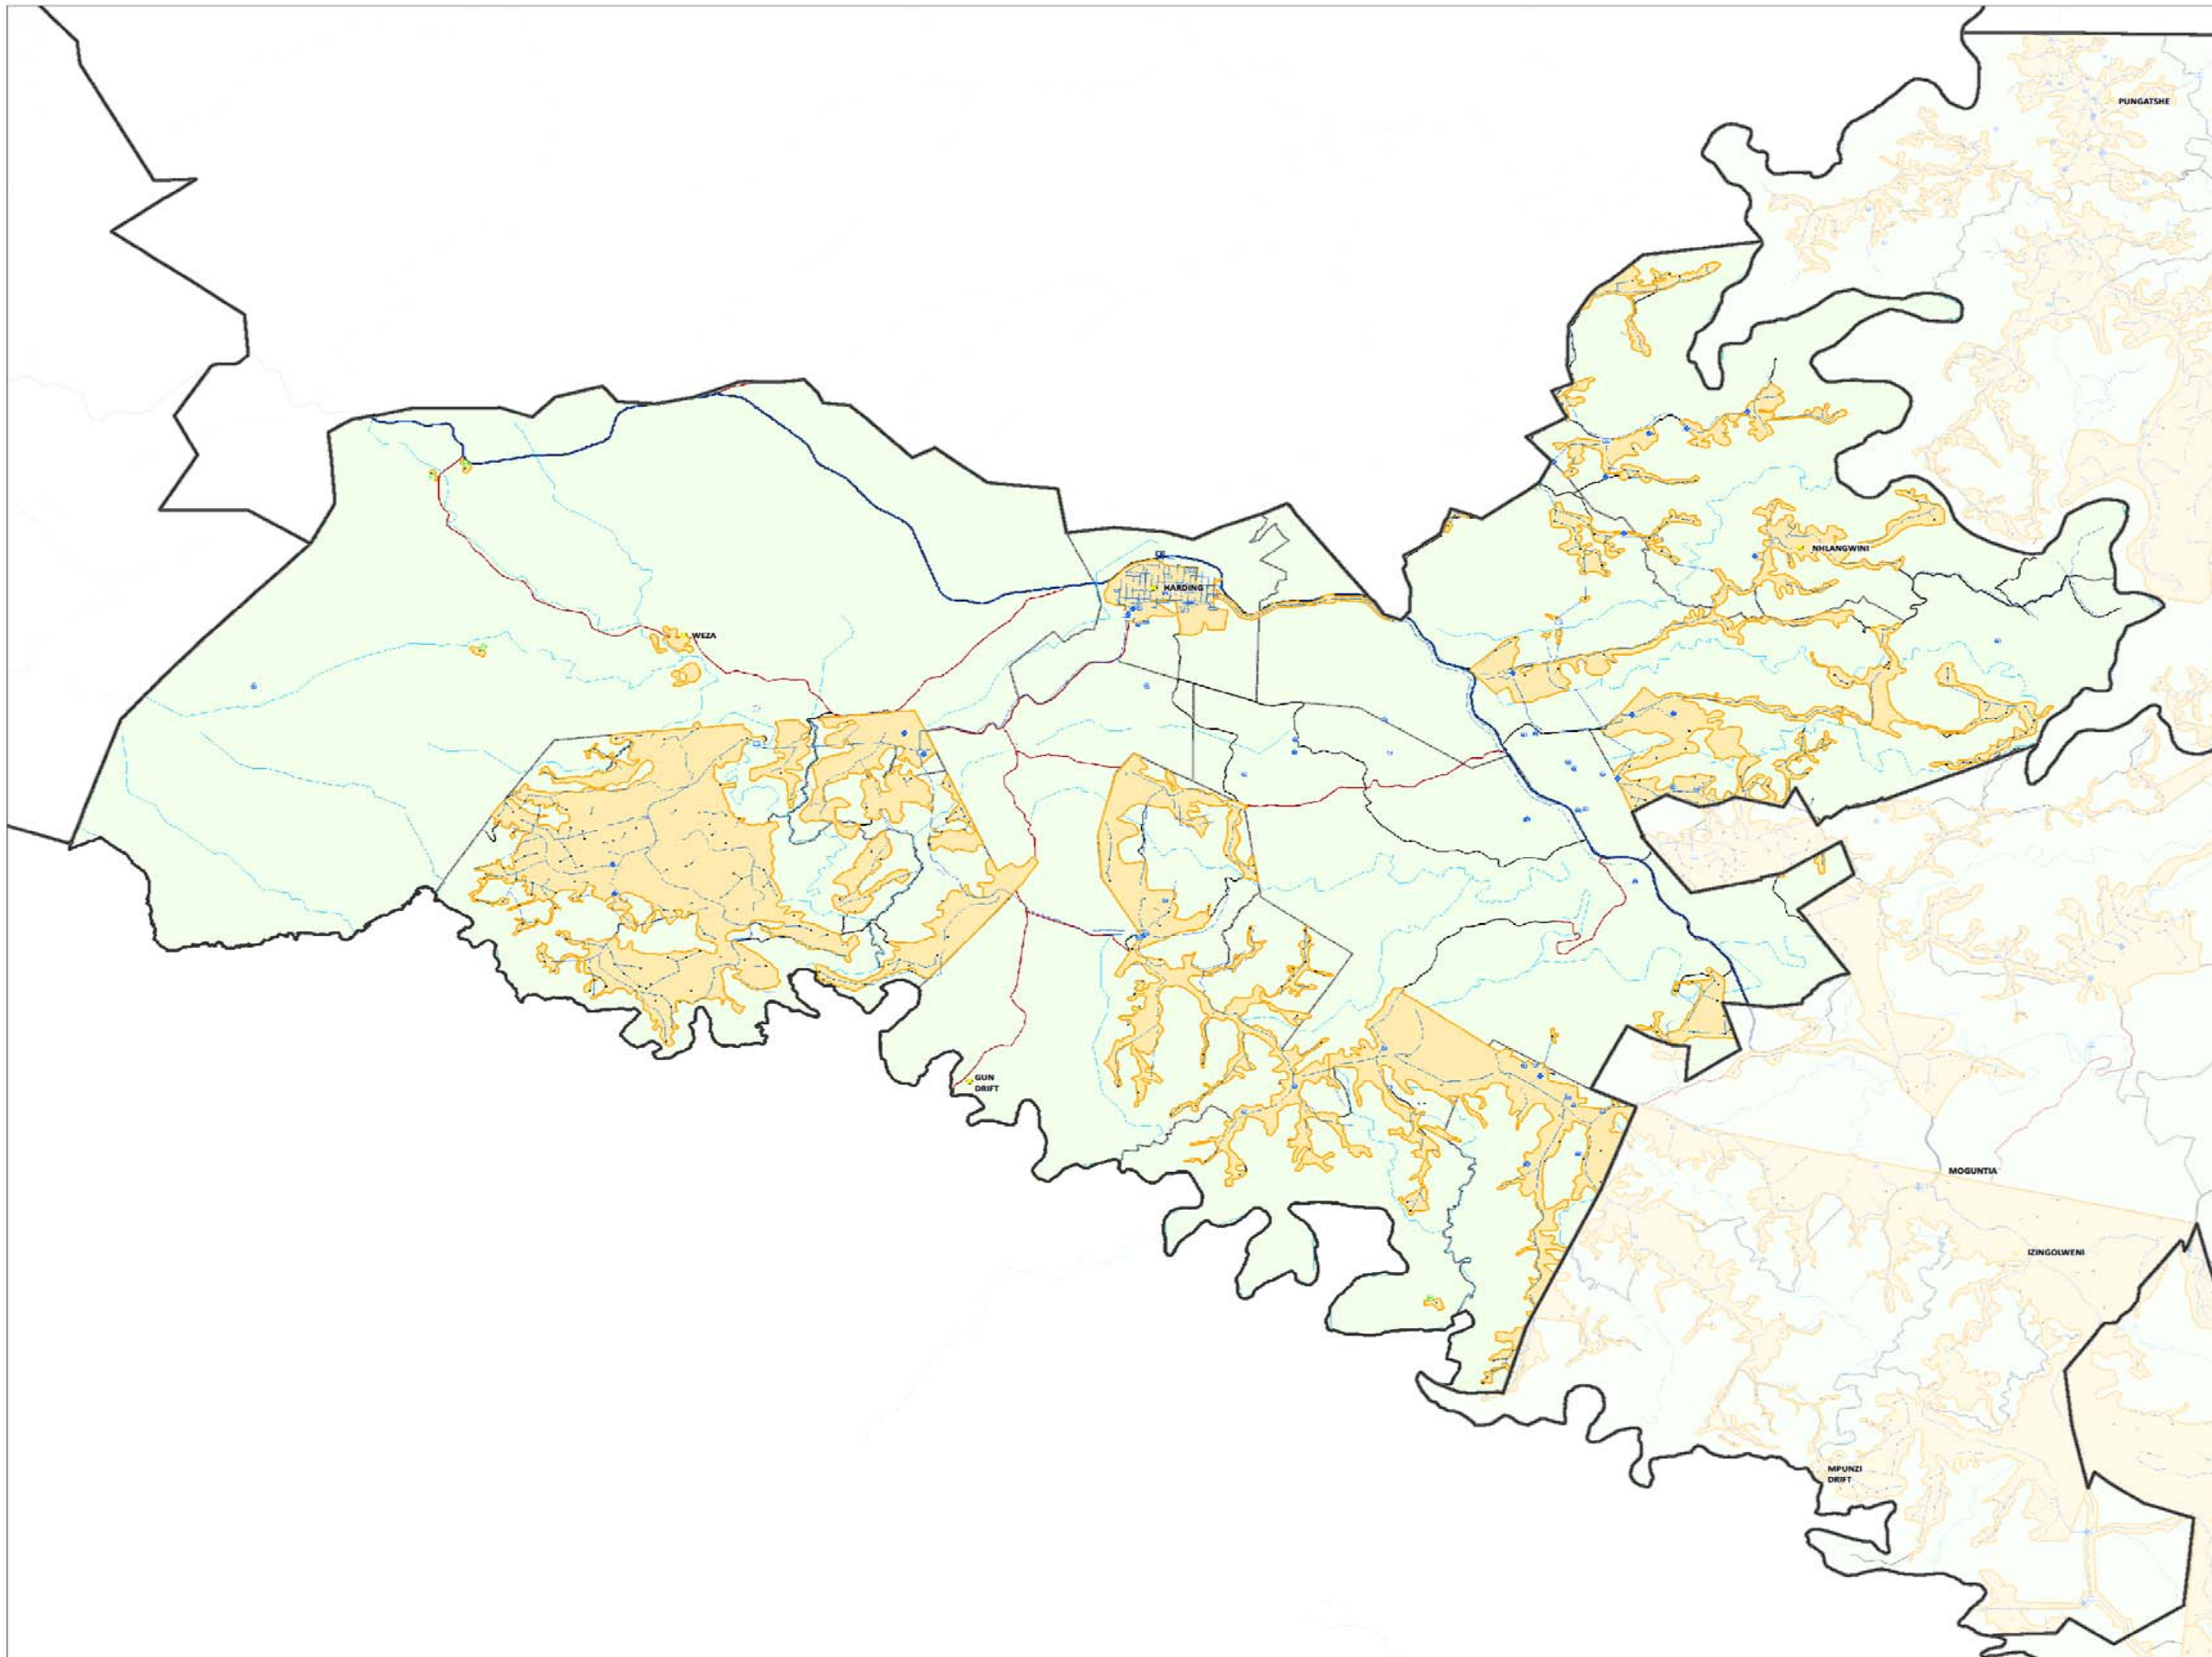 PUNGATSHE
NHLANGWINI
HARDING
WEZA
GUN
DRIFT
MOGUNTIA
IZINGOLWENI
MPUNZI
DRIFT